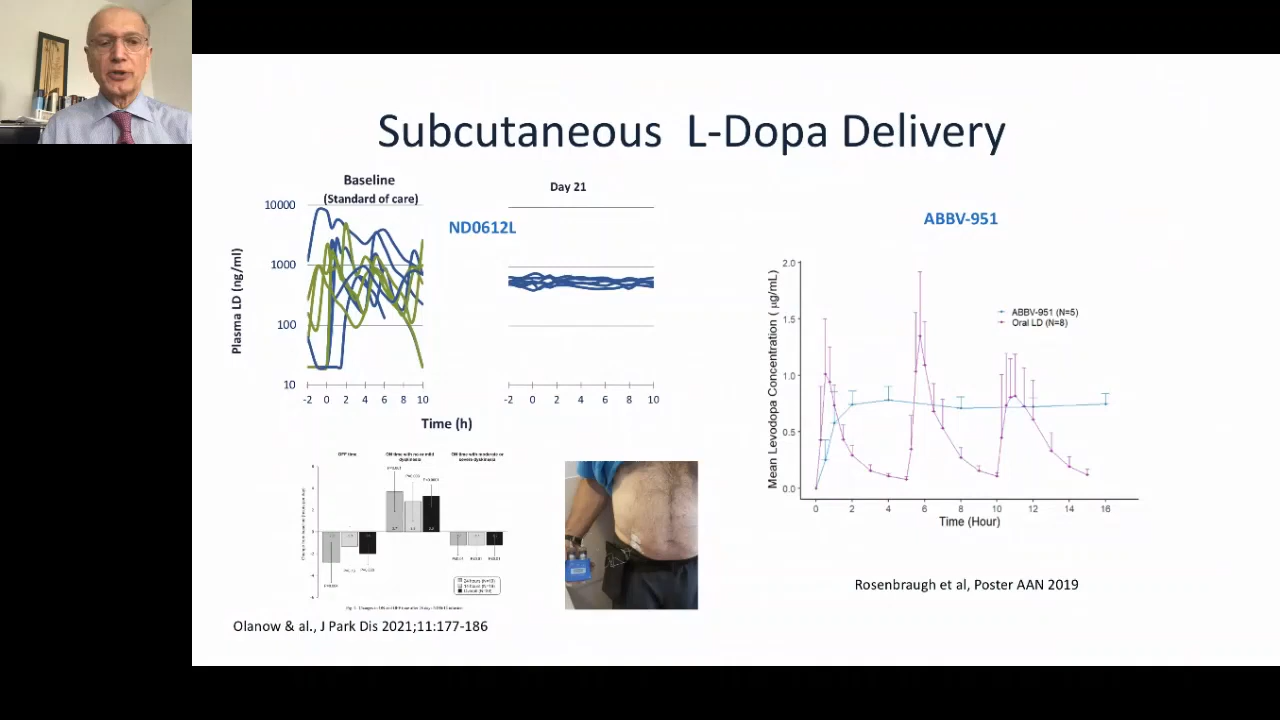 Subcutaneous L-Dopa Delivery
Baseline
(Standard of care)
Day 21
ND0612L
Plasma LD (ng/ml)
10000
1000
100
10
-2 0 2 4 6 8 10
-2 0 2 4 6 8 10
Time (h)
OFF time
Olanow & al., J Park Dis 2021;11:177-186
ABBV-951
Mean Levodopa Concentration ( µg/mL)
2.0
1.5
1.0
0.5
0.0
ABBV-951 (N=5)
Oral LD (N=8)
0 2 4 6 8 10 12 14 16
Time (Hour)
Rosenbraugh et al, Poster AAN 2019